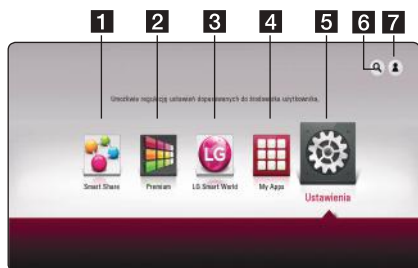 1 2 3 4 5 6 7
Umożliwia regulację ustawień dopasowanych do środowiska użytkownika.
LG
Smart Share Premium LG Smart World My Apps Ustawienia